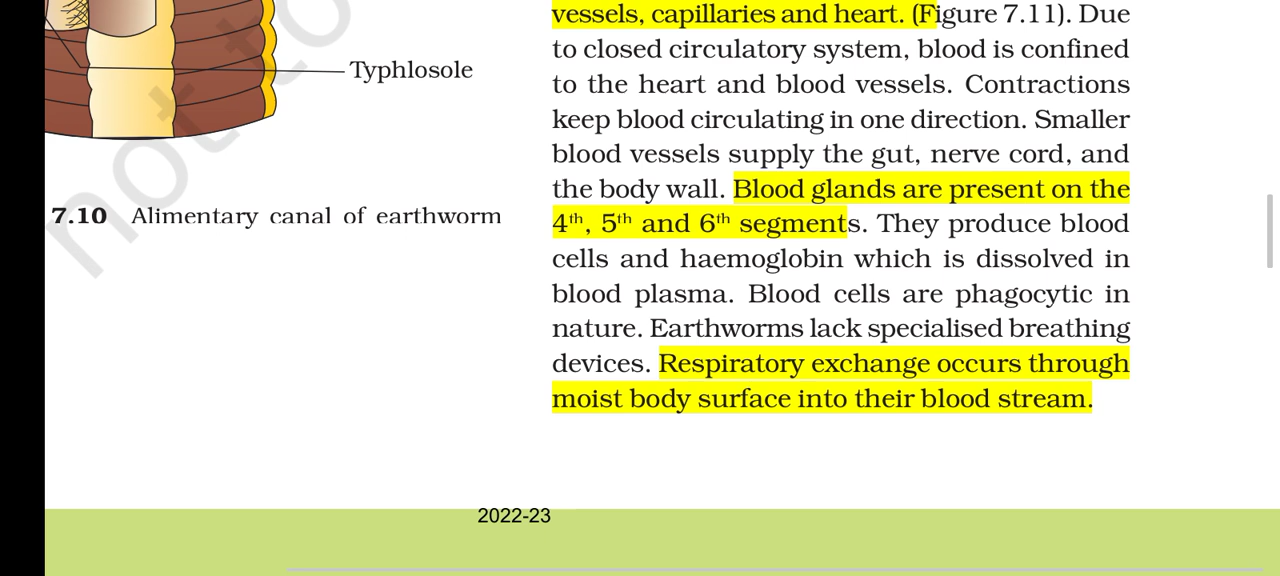 Typhlosole
7.10 Alimentary canal of earthworm
vessels, capillaries and heart. (Figure 7.11). Due
to closed circulatory system, blood is confined
to the heart and blood vessels. Contractions
keep blood circulating in one direction. Smaller
blood vessels supply the gut, nerve cord, and
the body wall. Blood glands are present on the
4th, 5th and 6th segments. They produce blood
cells and haemoglobin which is dissolved in
blood plasma. Blood cells are phagocytic in
nature. Earthworms lack specialised breathing
devices. Respiratory exchange occurs through
moist body surface into their blood stream.
not to
2022-23